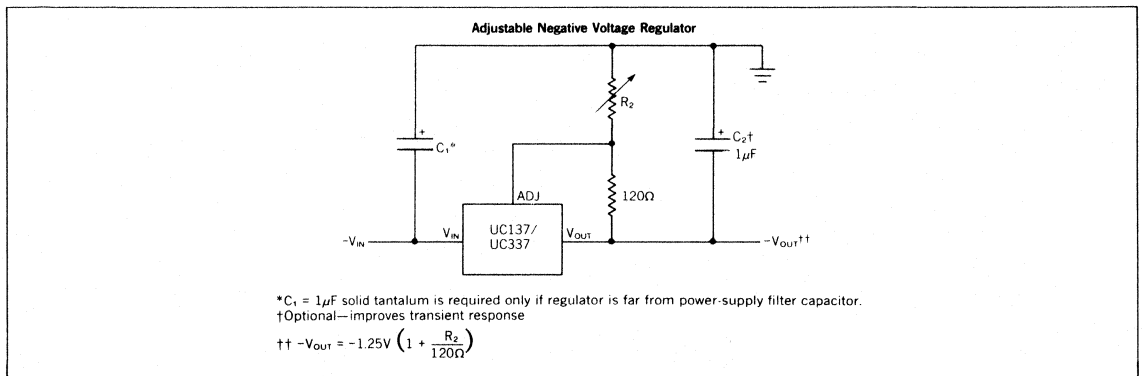 Adjustable Negative Voltage Regulator
R₂
+
C₁*
+ C₂†
1μF
ADJ
120Ω
-V_IN
V_IN
UC137/
UC337
V_OUT
-V_OUT††
*C₁ = 1μF solid tantalum is required only if regulator is far from power-supply filter capacitor.
†Optional—improves transient response
†† -V_OUT = -1.25V (1 + R₂/120Ω)